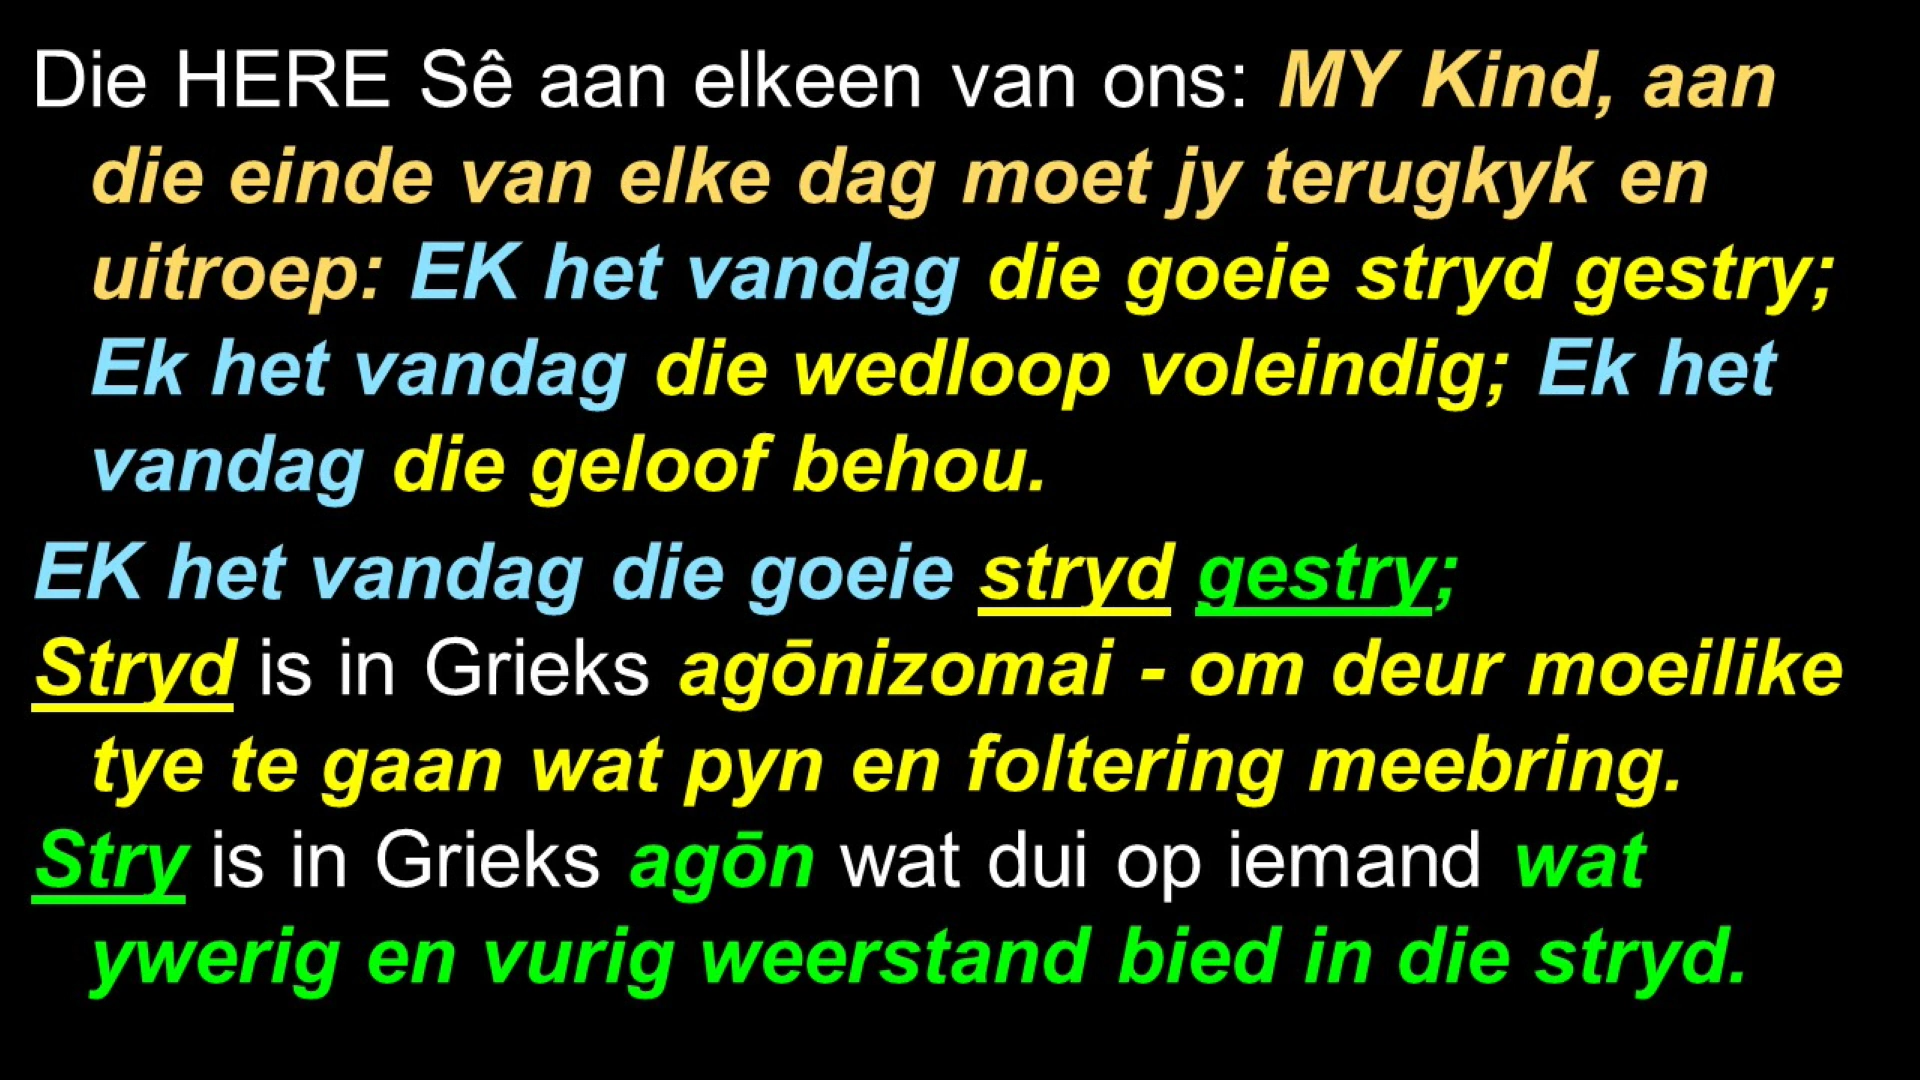 Die HERE Sê aan elkeen van ons: MY Kind, aan
die einde van elke dag moet jy terugkyk en
uitroep: EK het vandag die goeie stryd gestry;
Ek het vandag die wedloop voleindig; Ek het
vandag die geloof behou.
EK het vandag die goeie stryd gestry;
Stryd is in Grieks agōnizomai - om deur moeilike
tye te gaan wat pyn en foltering meebring.
Stry is in Grieks agōn wat dui op iemand wat
ywerig en vurig weerstand bied in die stryd.